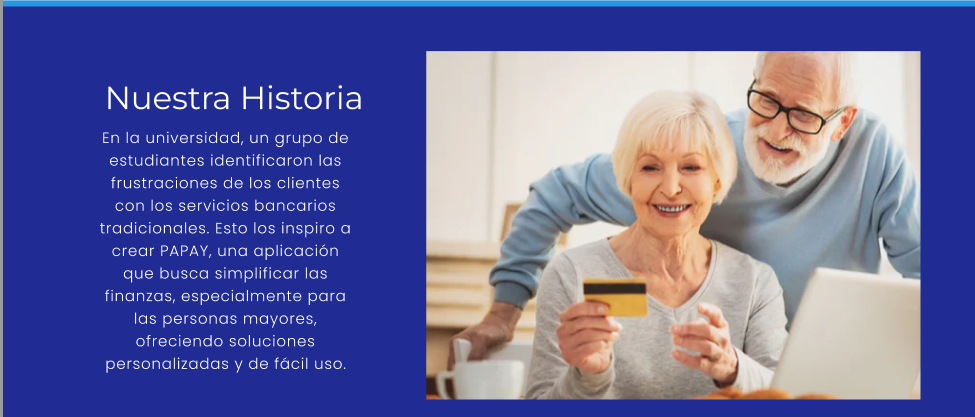 Nuestra Historia
En la universidad, un grupo de
estudiantes identificaron las
frustraciones de los clientes
con los servicios bancarios
tradicionales. Esto los inspiro a
crear PAPAY, una aplicación
que busca simplificar las
finanzas, especialmente para
las personas mayores,
ofreciendo soluciones
personalizadas y de fácil uso.